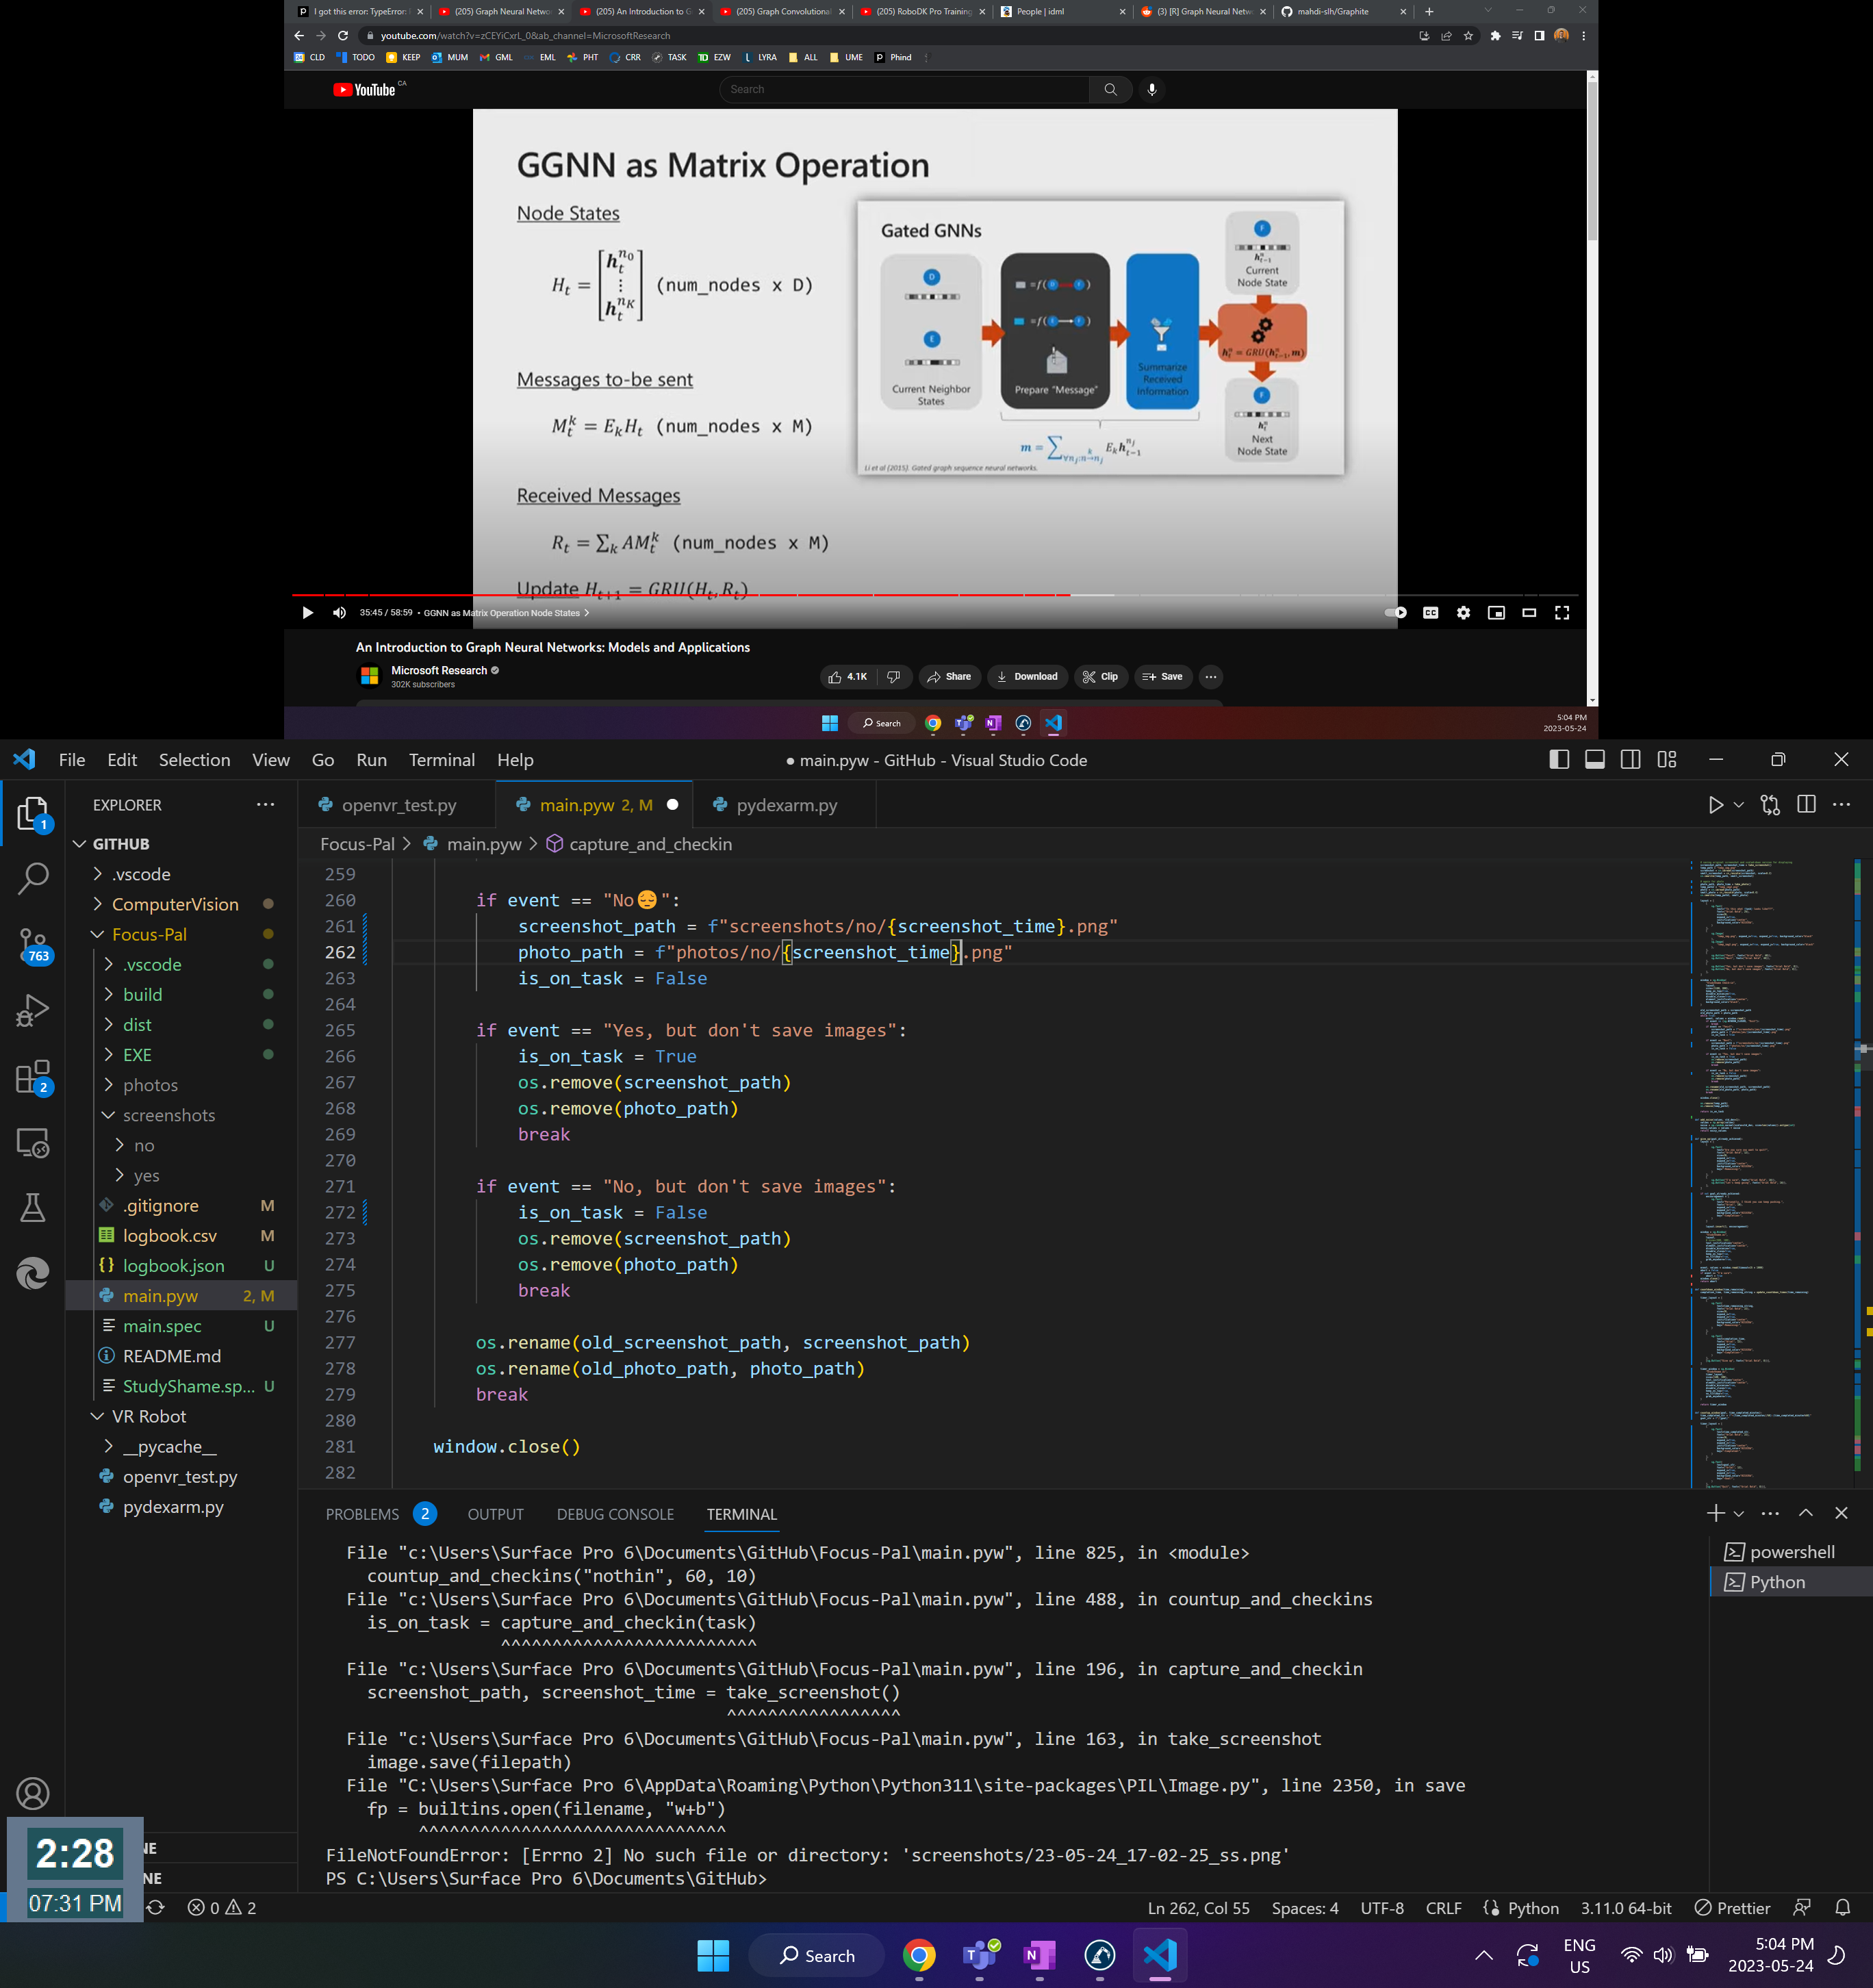 I got this error: TypeError:
(205) Graph Neural Netwo
(205) An Introduction to G
(205) Graph Convolutional
(205) RoboDK Pro Training
People | idml
(3) [R] Graph Neural Netw
mahdi-slh/Graphite
youtube.com/watch?v=zCEYiCxrL_0&ab_channel=MicrosoftResearch
CLD TODO KEEP MUM GML EML PHT CRR TASK EZW LYRA ALL UME Phind
YouTube CA
Search
GGNN as Matrix Operation
Node States
H_t = [h_t^{n_0} ⋮ h_t^{n_K}] (num_nodes x D)
Messages to-be sent
M_t^k = E_k H_t (num_nodes x M)
Received Messages
R_t = ∑_k A M_t^k (num_nodes x M)
Update H_{t+1} = GRU(H_t, R_t)
Gated GNNs
D
E
Current Neighbor
States
=f( )
=f( )
Prepare "Message"
Summarize
Received
Information
F
h_{t-1}^n
Current
Node State
h_t^n = GRU(h_{t-1}^n, m)
F
h_t^n
Next
Node State
m = ∑_{∀n_j:n→n_j}^k E_k h_{t-1}^{n_j}
Li et al (2015). Gated graph sequence neural networks.
35:45 / 58:59 • GGNN as Matrix Operation Node States >
An Introduction to Graph Neural Networks: Models and Applications
Microsoft Research
302K subscribers
4.1K Share Download Clip Save
Search
5:04 PM
2023-05-24
File Edit Selection View Go Run Terminal Help
● main.pyw - GitHub - Visual Studio Code
EXPLORER
openvr_test.py
main.pyw 2, M
pydexarm.py
Focus-Pal > main.pyw > capture_and_checkin
1
763
2
GITHUB
.vscode
ComputerVision
Focus-Pal
.vscode
build
dist
EXE
photos
screenshots
no
yes
.gitignore M
logbook.csv M
logbook.json U
main.pyw 2, M
main.spec U
README.md
StudyShame.sp... U
VR Robot
__pycache__
openvr_test.py
pydexarm.py
259
260 if event == "No😔":
261 screenshot_path = f"screenshots/no/{screenshot_time}.png"
262 photo_path = f"photos/no/{screenshot_time}.png"
263 is_on_task = False
264
265 if event == "Yes, but don't save images":
266 is_on_task = True
267 os.remove(screenshot_path)
268 os.remove(photo_path)
269 break
270
271 if event == "No, but don't save images":
272 is_on_task = False
273 os.remove(screenshot_path)
274 os.remove(photo_path)
275 break
276
277 os.rename(old_screenshot_path, screenshot_path)
278 os.rename(old_photo_path, photo_path)
279 break
280
281 window.close()
282
PROBLEMS 2 OUTPUT DEBUG CONSOLE TERMINAL
File "c:\Users\Surface Pro 6\Documents\GitHub\Focus-Pal\main.pyw", line 825, in <module>
countup_and_checkins("nothin", 60, 10)
File "c:\Users\Surface Pro 6\Documents\GitHub\Focus-Pal\main.pyw", line 488, in countup_and_checkins
is_on_task = capture_and_checkin(task)
^^^^^^^^^^^^^^^^^^^^^^^^^
File "c:\Users\Surface Pro 6\Documents\GitHub\Focus-Pal\main.pyw", line 196, in capture_and_checkin
screenshot_path, screenshot_time = take_screenshot()
^^^^^^^^^^^^^^^^^
File "c:\Users\Surface Pro 6\Documents\GitHub\Focus-Pal\main.pyw", line 163, in take_screenshot
image.save(filepath)
File "C:\Users\Surface Pro 6\AppData\Roaming\Python\Python311\site-packages\PIL\Image.py", line 2350, in save
fp = builtins.open(filename, "w+b")
^^^^^^^^^^^^^^^^^^^^^^^^^^^^^^
FileNotFoundError: [Errno 2] No such file or directory: 'screenshots/23-05-24_17-02-25_ss.png'
PS C:\Users\Surface Pro 6\Documents\GitHub>
powershell
Python
2:28
07:31 PM
NE
NE
0 2
Ln 262, Col 55 Spaces: 4 UTF-8 CRLF Python 3.11.0 64-bit Prettier
Search
ENG
US
5:04 PM
2023-05-24